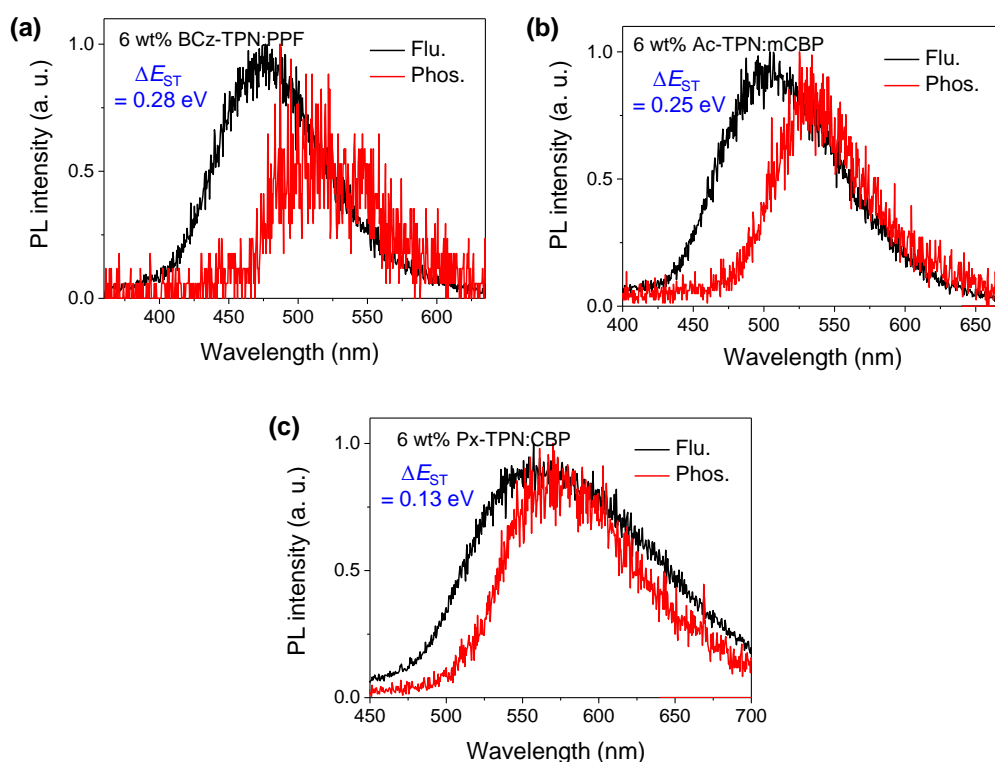 (a)
6 wt% BCz-TPN:PPF
Flu.
Phos.
ΔE_ST
= 0.28 eV
PL intensity (a. u.)
1.0
0.5
0.0
400 450 500 550 600
Wavelength (nm)
(b)
6 wt% Ac-TPN:mCBP
Flu.
Phos.
ΔE_ST
= 0.25 eV
PL intensity (a. u.)
1.0
0.5
0.0
400 450 500 550 600 650
Wavelength (nm)
(c)
6 wt% Px-TPN:CBP
Flu.
Phos.
ΔE_ST
= 0.13 eV
PL intensity (a. u.)
1.0
0.5
0.0
450 500 550 600 650 700
Wavelength (nm)